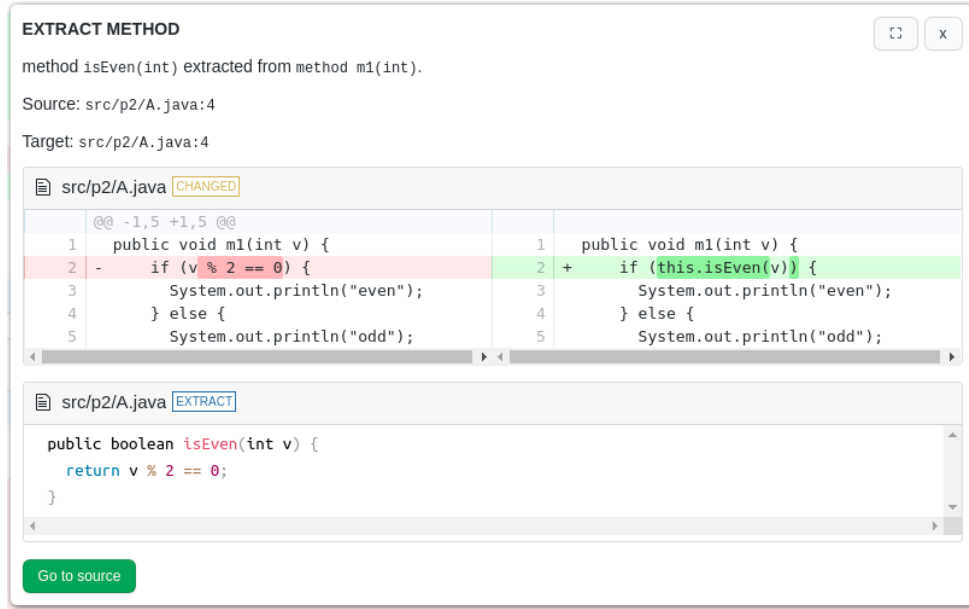 EXTRACT METHOD
x
method isEven(int) extracted from method m1(int).
Source: src/p2/A.java:4
Target: src/p2/A.java:4
src/p2/A.java CHANGED
@@ -1,5 +1,5 @@
1 public void m1(int v) { 1 public void m1(int v) {
2 - if (v % 2 == 0) { 2 + if (this.isEven(v)) {
3 System.out.println("even"); 3 System.out.println("even");
4 } else { 4 } else {
5 System.out.println("odd"); 5 System.out.println("odd");
src/p2/A.java EXTRACT
public boolean isEven(int v) {
return v % 2 == 0;
}
Go to source